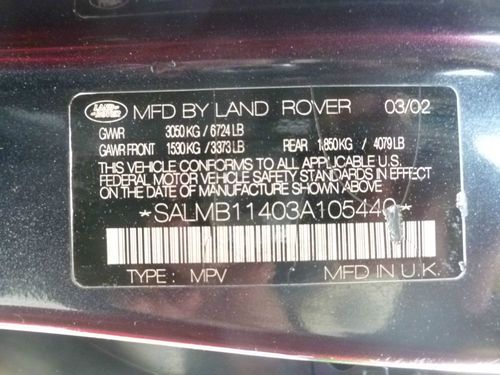 LAND ROVER
MFD BY LAND ROVER 03/02
GVWR 3050 KG / 6724 LB
GAWR FRONT 1530 KG / 3373 LB REAR 1850 KG / 4079 LB
THIS VEHICLE CONFORMS TO ALL APPLICABLE U.S.
FEDERAL MOTOR VEHICLE SAFETY STANDARDS IN
EFFECT ON THE DATE OF MANUFACTURE SHOWN ABOVE
*SALMB11403A105440*
TYPE : MPV MFD IN U.K.